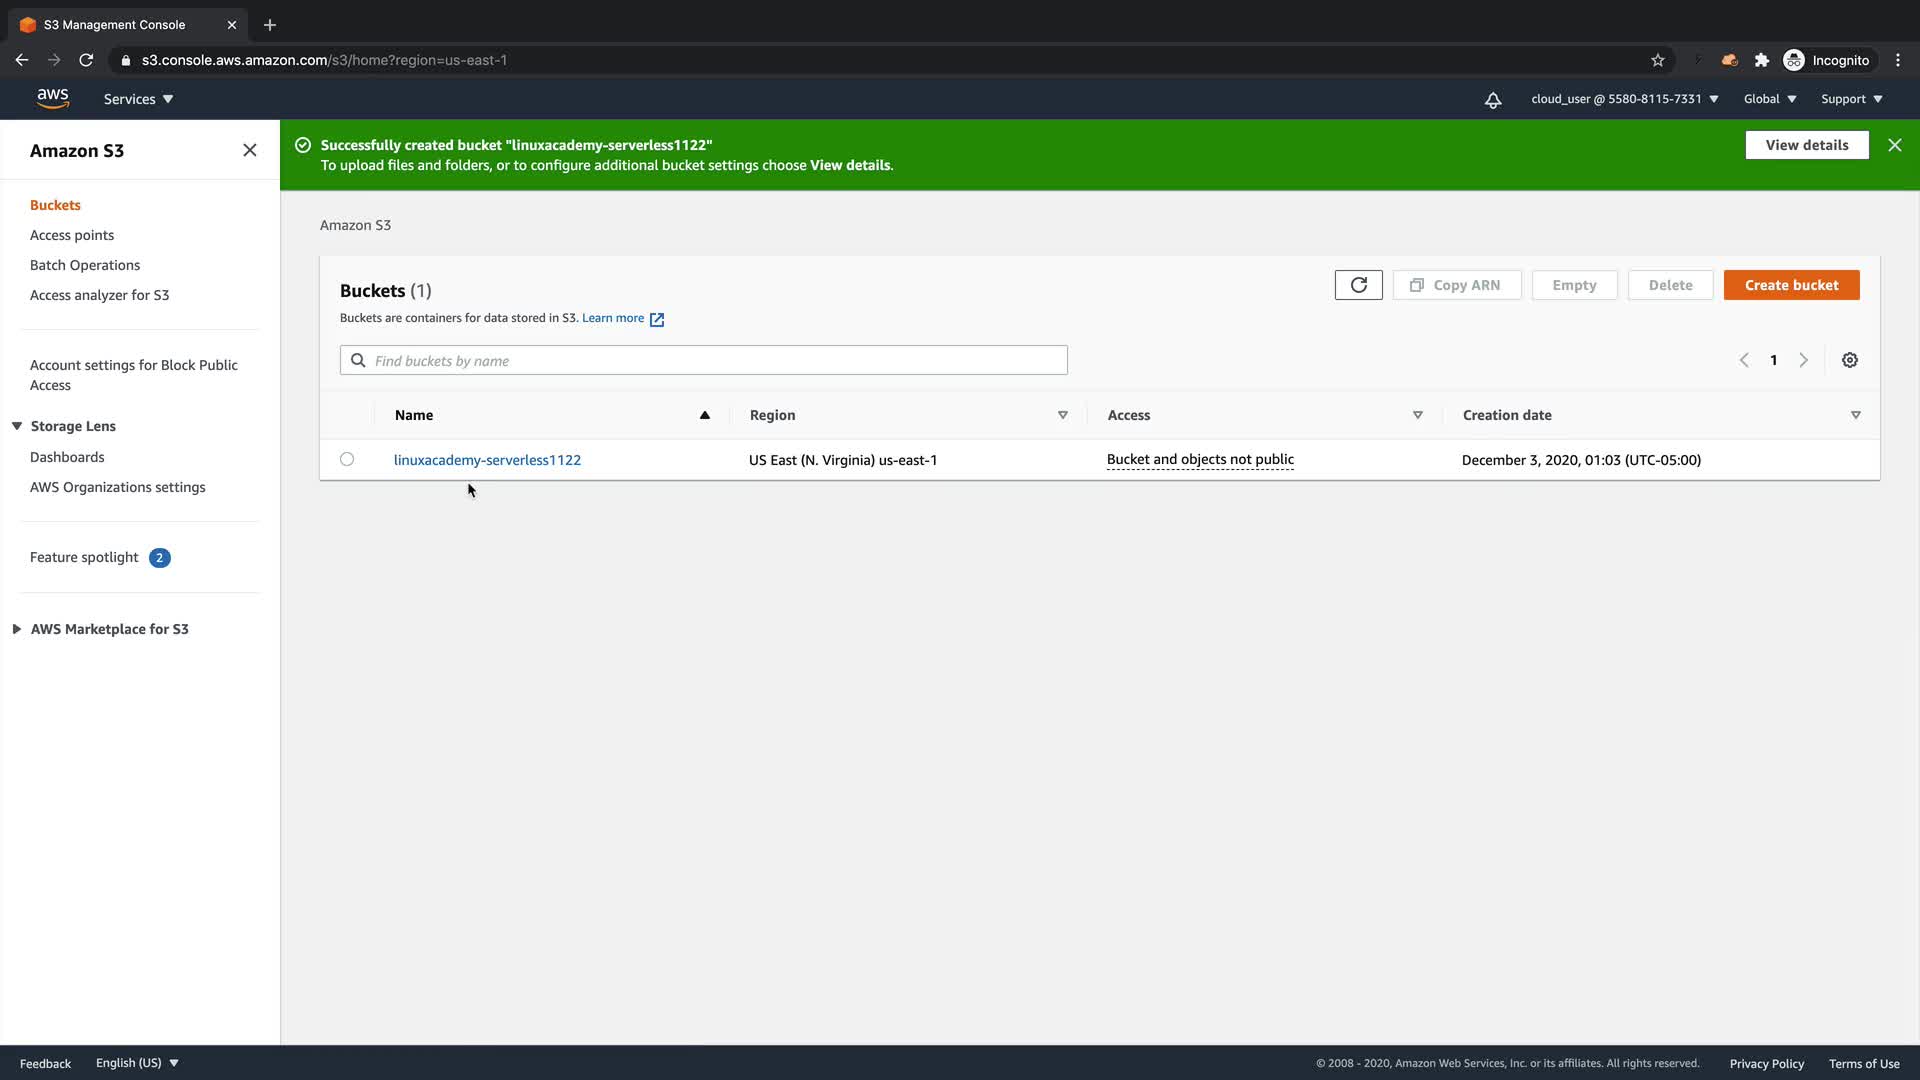 S3 Management Console
s3.console.aws.amazon.com/s3/home?region=us-east-1
Incognito
aws
Services
cloud_user @ 5580-8115-7331
Global
Support
Amazon S3
Buckets
Access points
Batch Operations
Access analyzer for S3
Account settings for Block Public
Access
Storage Lens
Dashboards
AWS Organizations settings
Feature spotlight 2
AWS Marketplace for S3
Successfully created bucket "linuxacademy-serverless1122"
To upload files and folders, or to configure additional bucket settings choose View details.
View details
Amazon S3
Buckets (1)
Buckets are containers for data stored in S3. Learn more
Copy ARN
Empty
Delete
Create bucket
Find buckets by name
1
Name Region Access Creation date
linuxacademy-serverless1122 US East (N. Virginia) us-east-1 Bucket and objects not public December 3, 2020, 01:03 (UTC-05:00)
Feedback
English (US)
© 2008 - 2020, Amazon Web Services, Inc. or its affiliates. All rights reserved.
Privacy Policy
Terms of Use